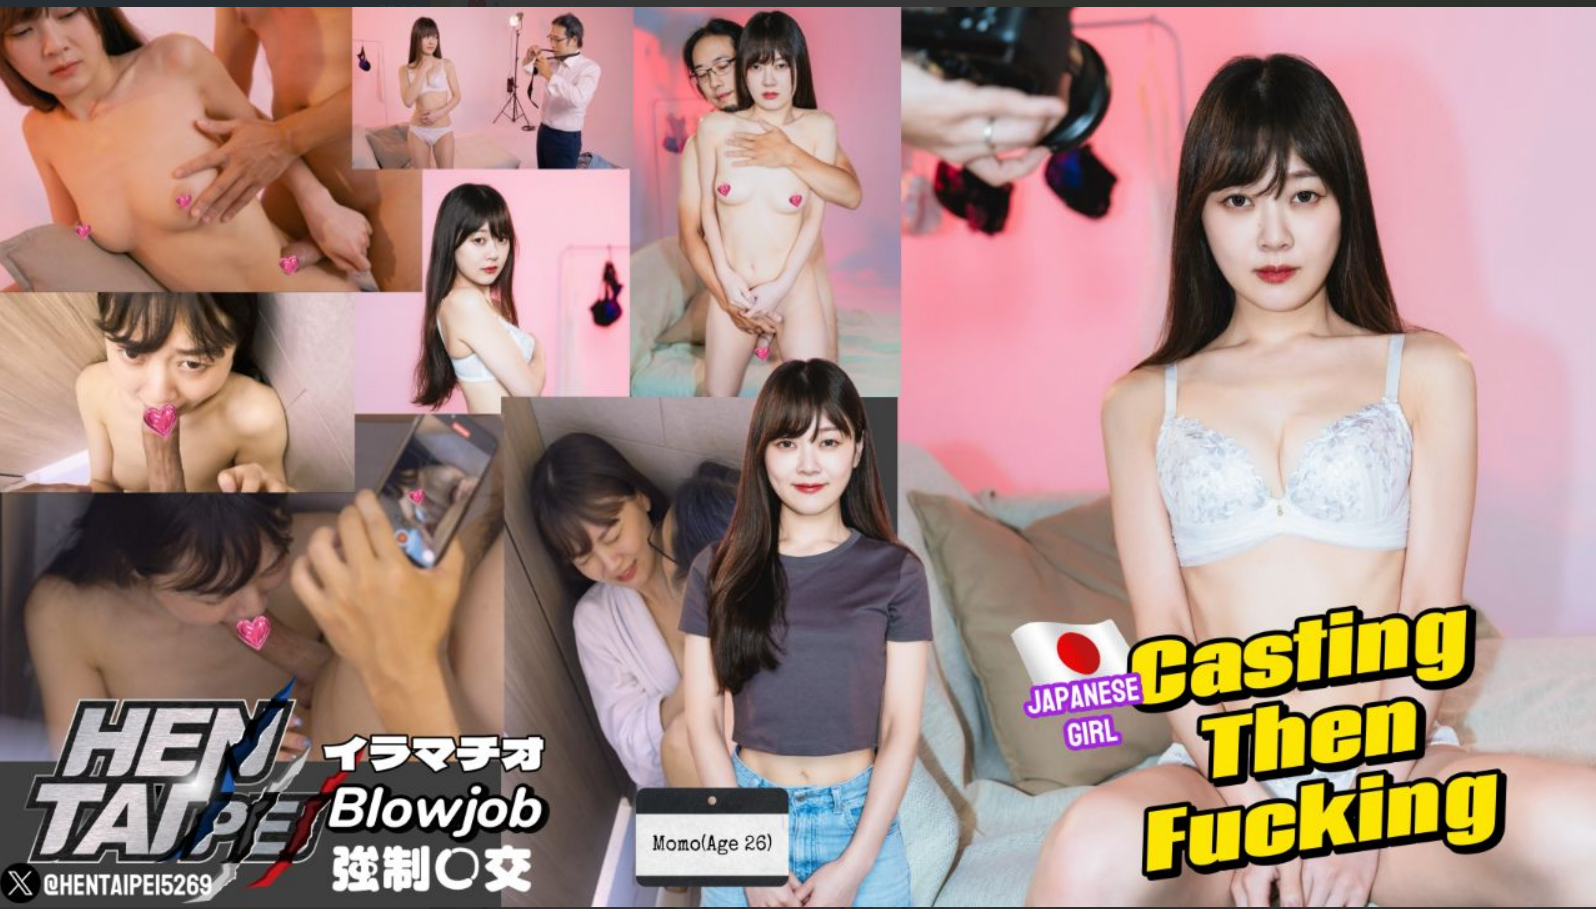 HEN
TAIPEI
@HENTAIPEI5269
イラマチオ
Blowjob
強制〇交
Momo(Age 26)
JAPANESE
GIRL
Casting
Then
Fucking